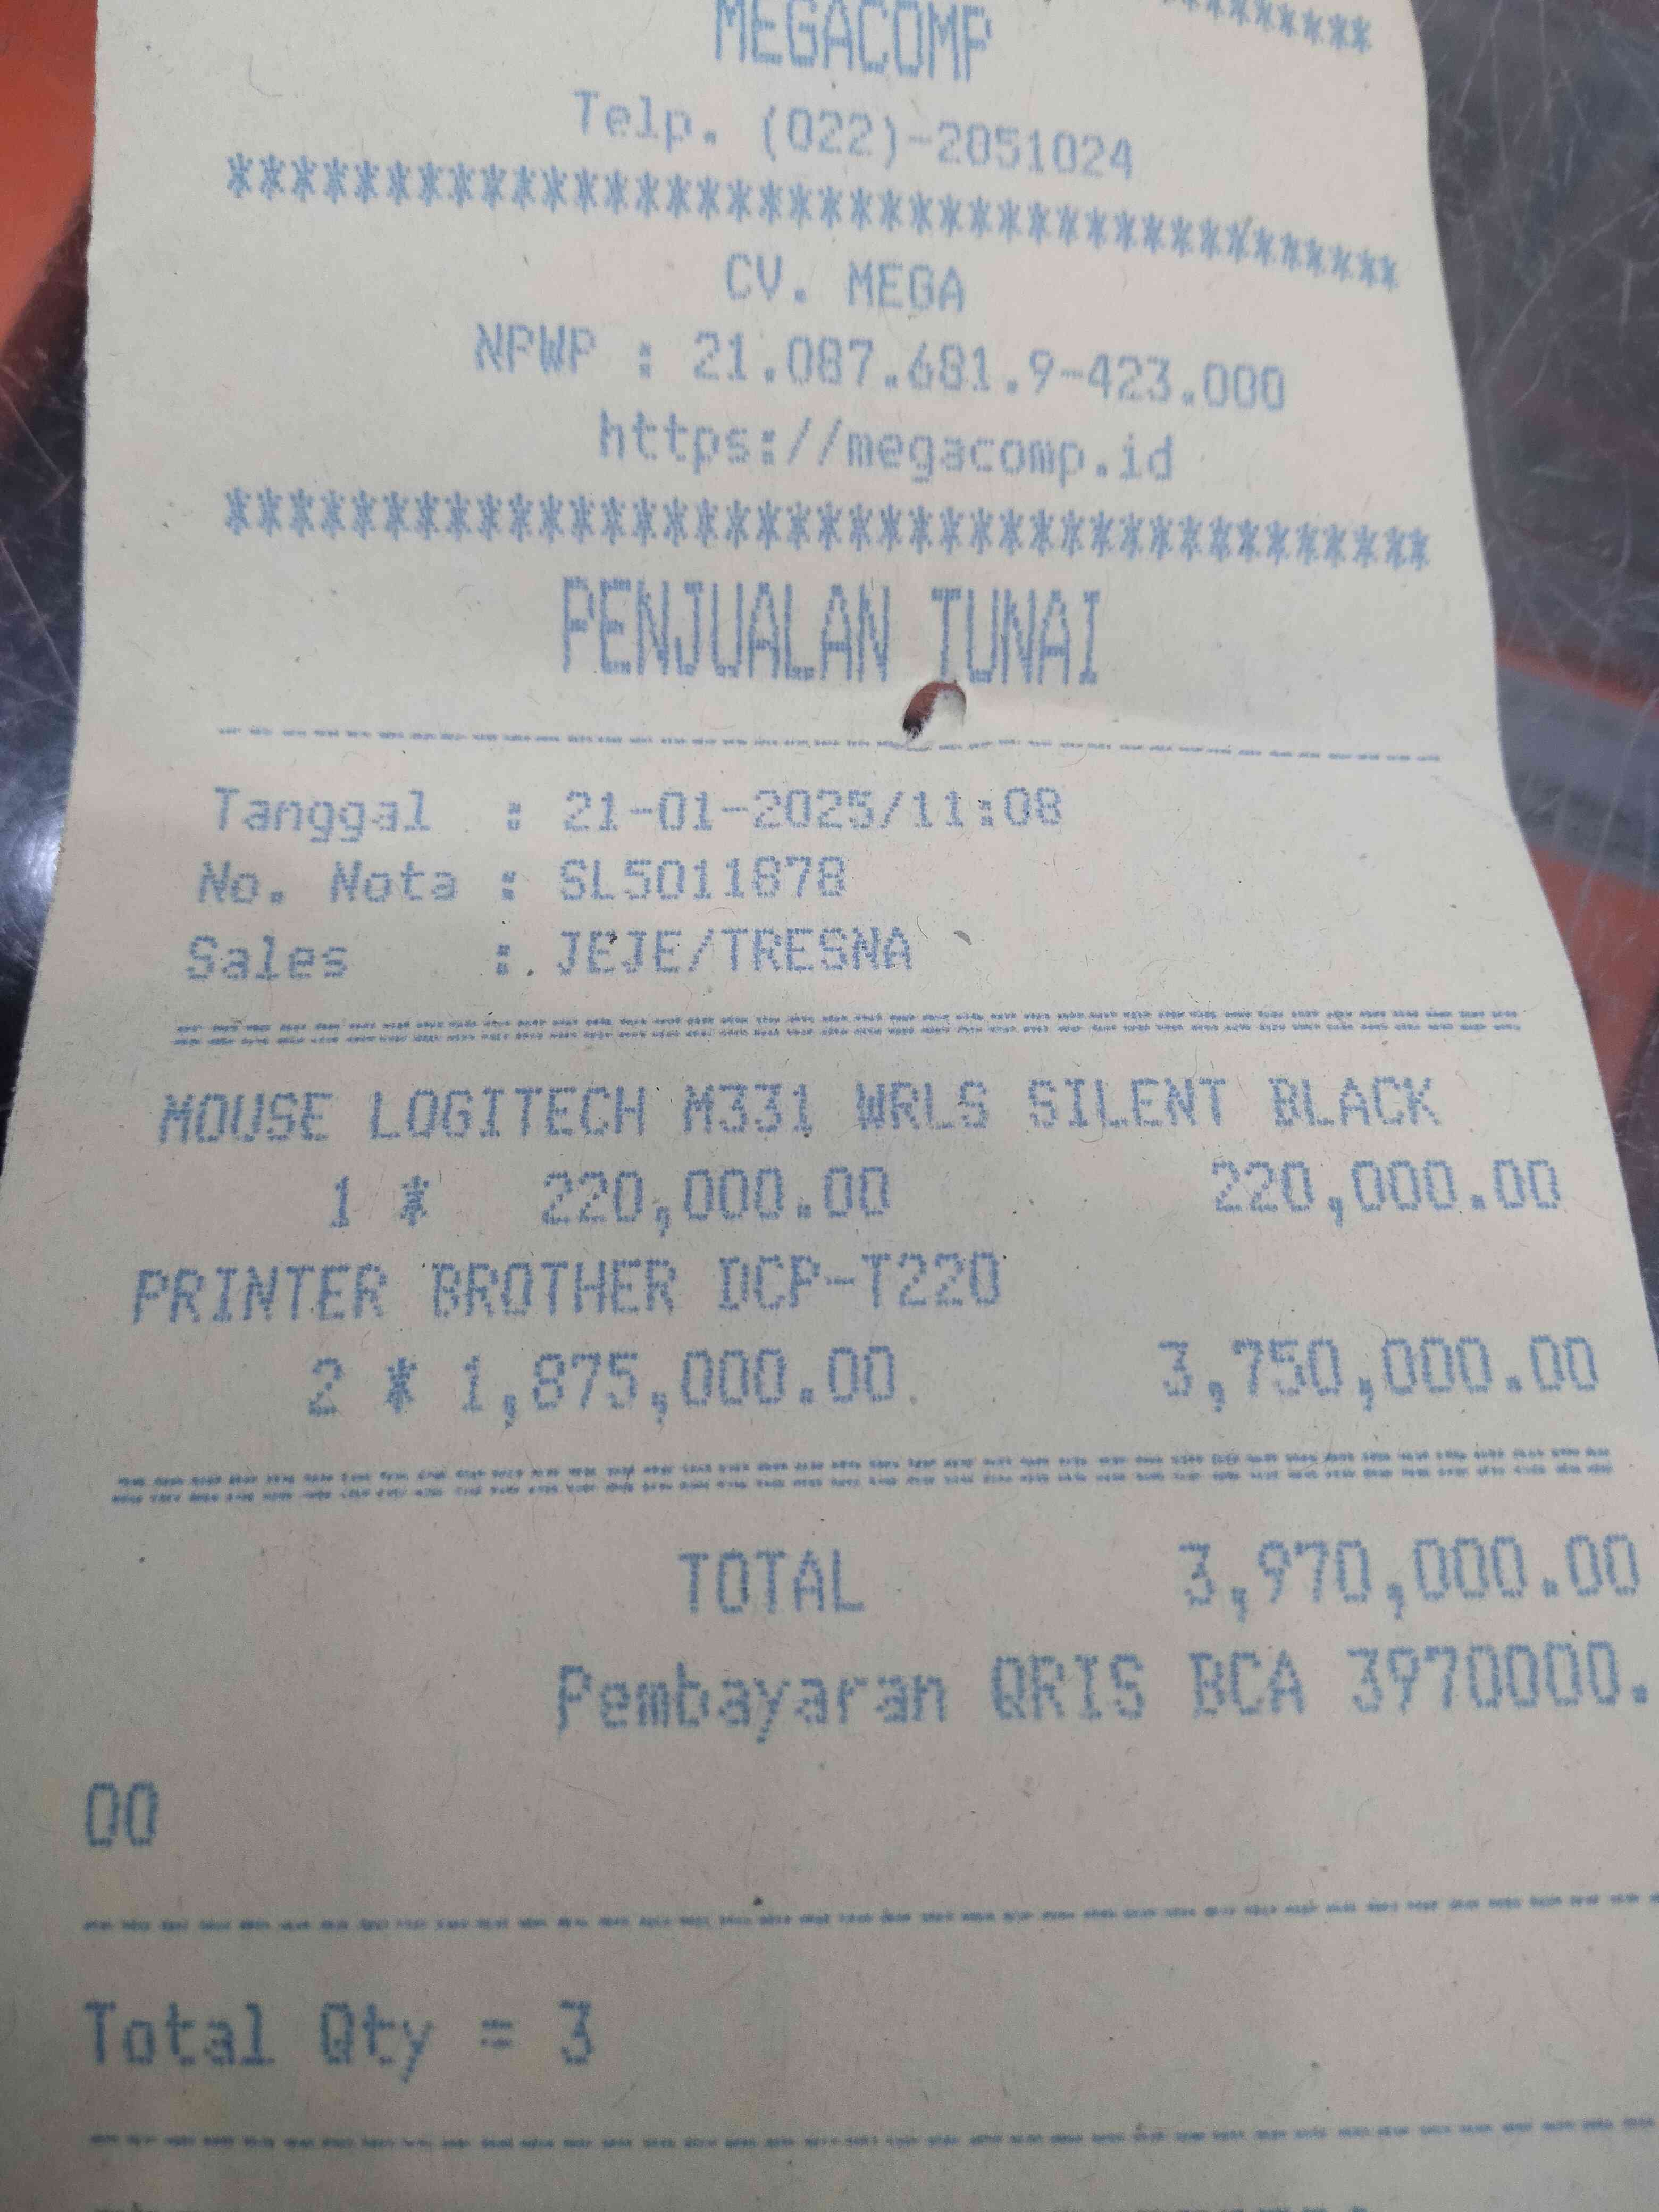 *******
MEGACOMP
Telp. (022)-2051024
***************************************
CV. MEGA
NPWP : 21.087.681.9-423.000
https://megacomp.id
***************************************
PENJUALAN TUNAI
----------------------------------------
Tanggal : 21-01-2025/11:08
No. Nota : SL5011878
Sales : JEJE/TRESNA
========================================
MOUSE LOGITECH M331 WRLS SILENT BLACK
1 * 220,000.00 220,000.00
PRINTER BROTHER DCP-T220
2 * 1,875,000.00 3,750,000.00
========================================
TOTAL 3,970,000.00
Pembayaran QRIS BCA 3970000.
00
----------------------------------------
Total Qty = 3
----------------------------------------